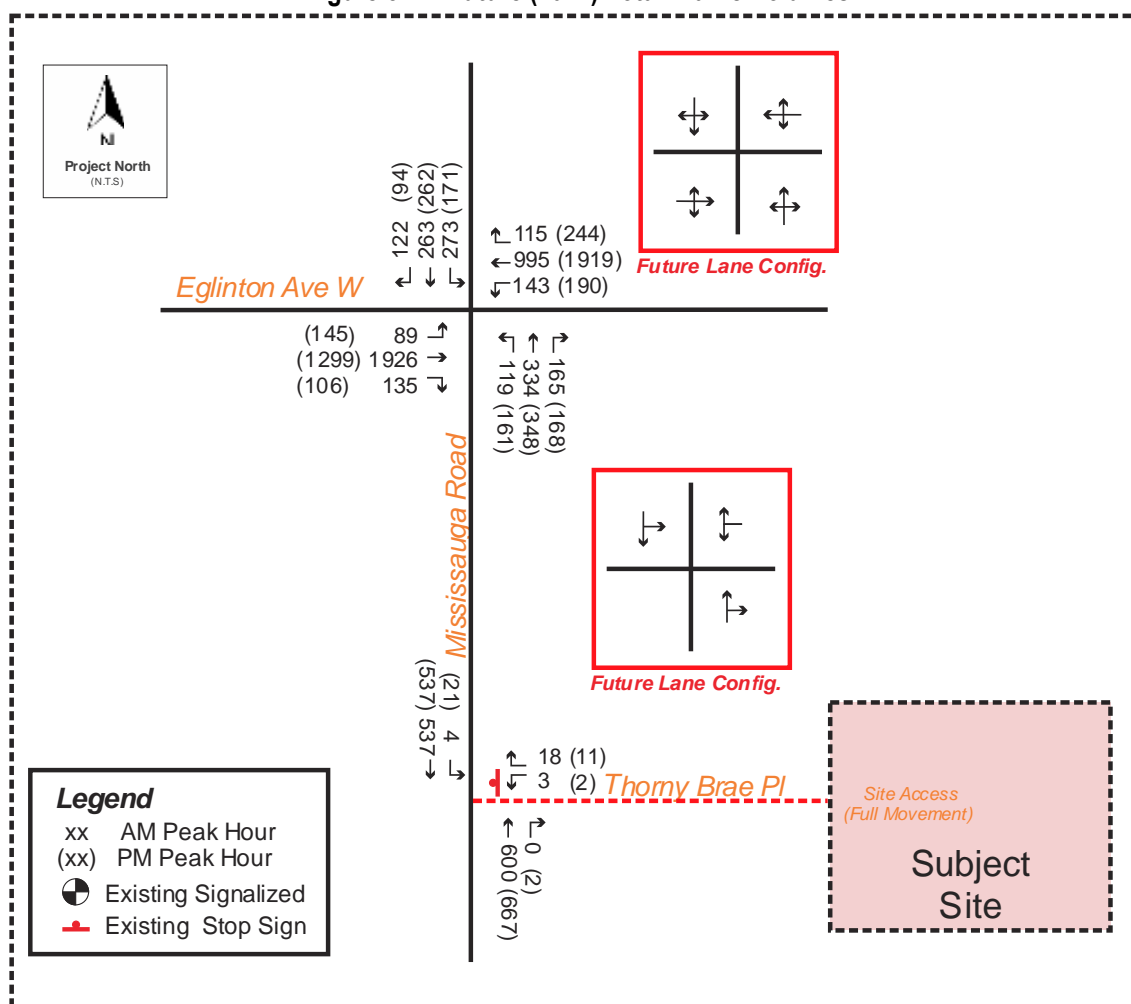 N
Project North
(N.T.S)
122 (94)
263 (262)
273 (171)
115 (244)
995 (1919)
143 (190)
Future Lane Config.
Eglinton Ave W
(145) 89
(1299) 1926
(106) 135
119 (161)
334 (348)
165 (168)
Mississauga Road
Future Lane Config.
(537) 537
(21) 4
18 (11)
3 (2)
Thorny Brae Pl
600 (667)
0 (2)
Site Access
(Full Movement)
Subject
Site
Legend
xx AM Peak Hour
(xx) PM Peak Hour
Existing Signalized
Existing Stop Sign